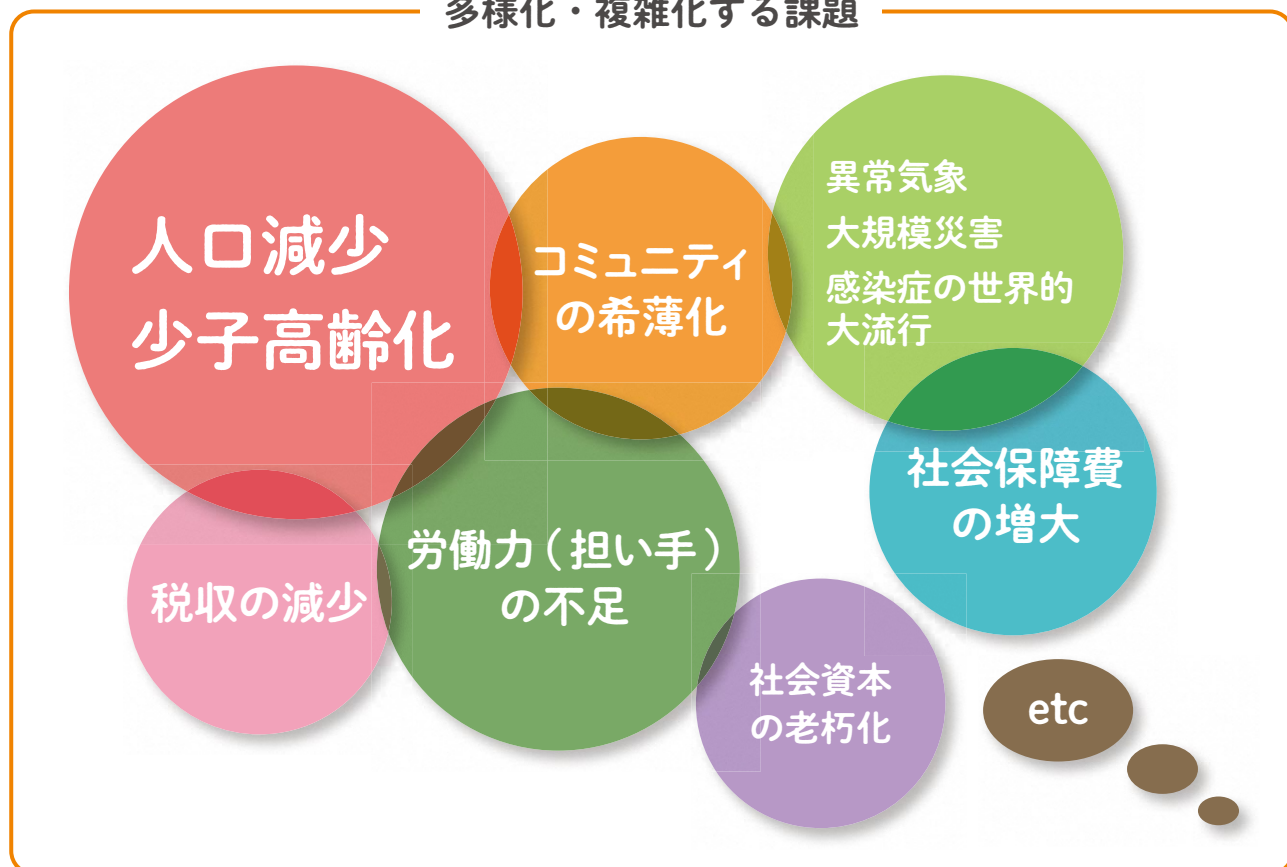 多様化・複雑化する課題
人口減少
少子高齢化
コミュニティ
の希薄化
異常気象
大規模災害
感染症の世界的
大流行
社会保障費
の増大
労働力(担い手)
の不足
税収の減少
社会資本
の老朽化
etc